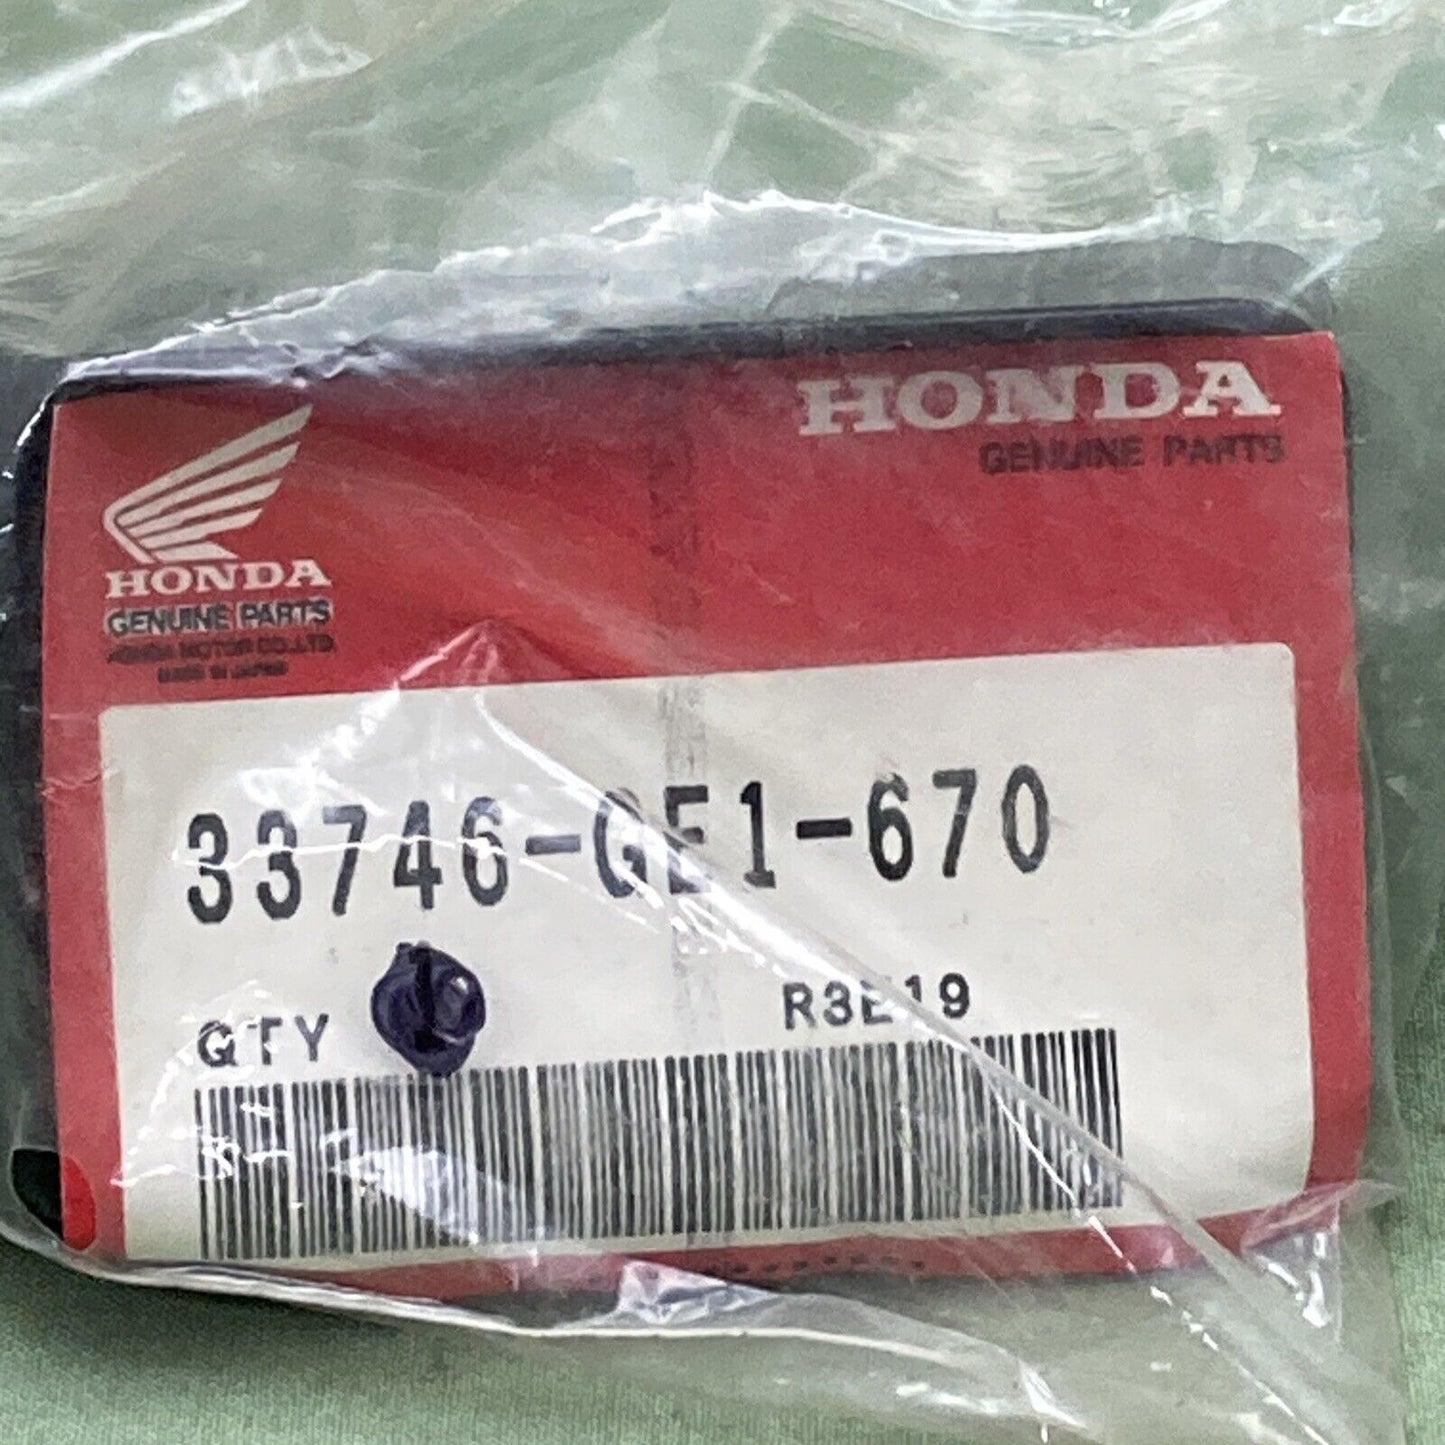 HONDA
GENUINE PARTS
HONDA
GENUINE PARTS
HONDA MOTOR CO.,LTD.
MADE IN JAPAN
33746-GE1-670
QTY
R3E19